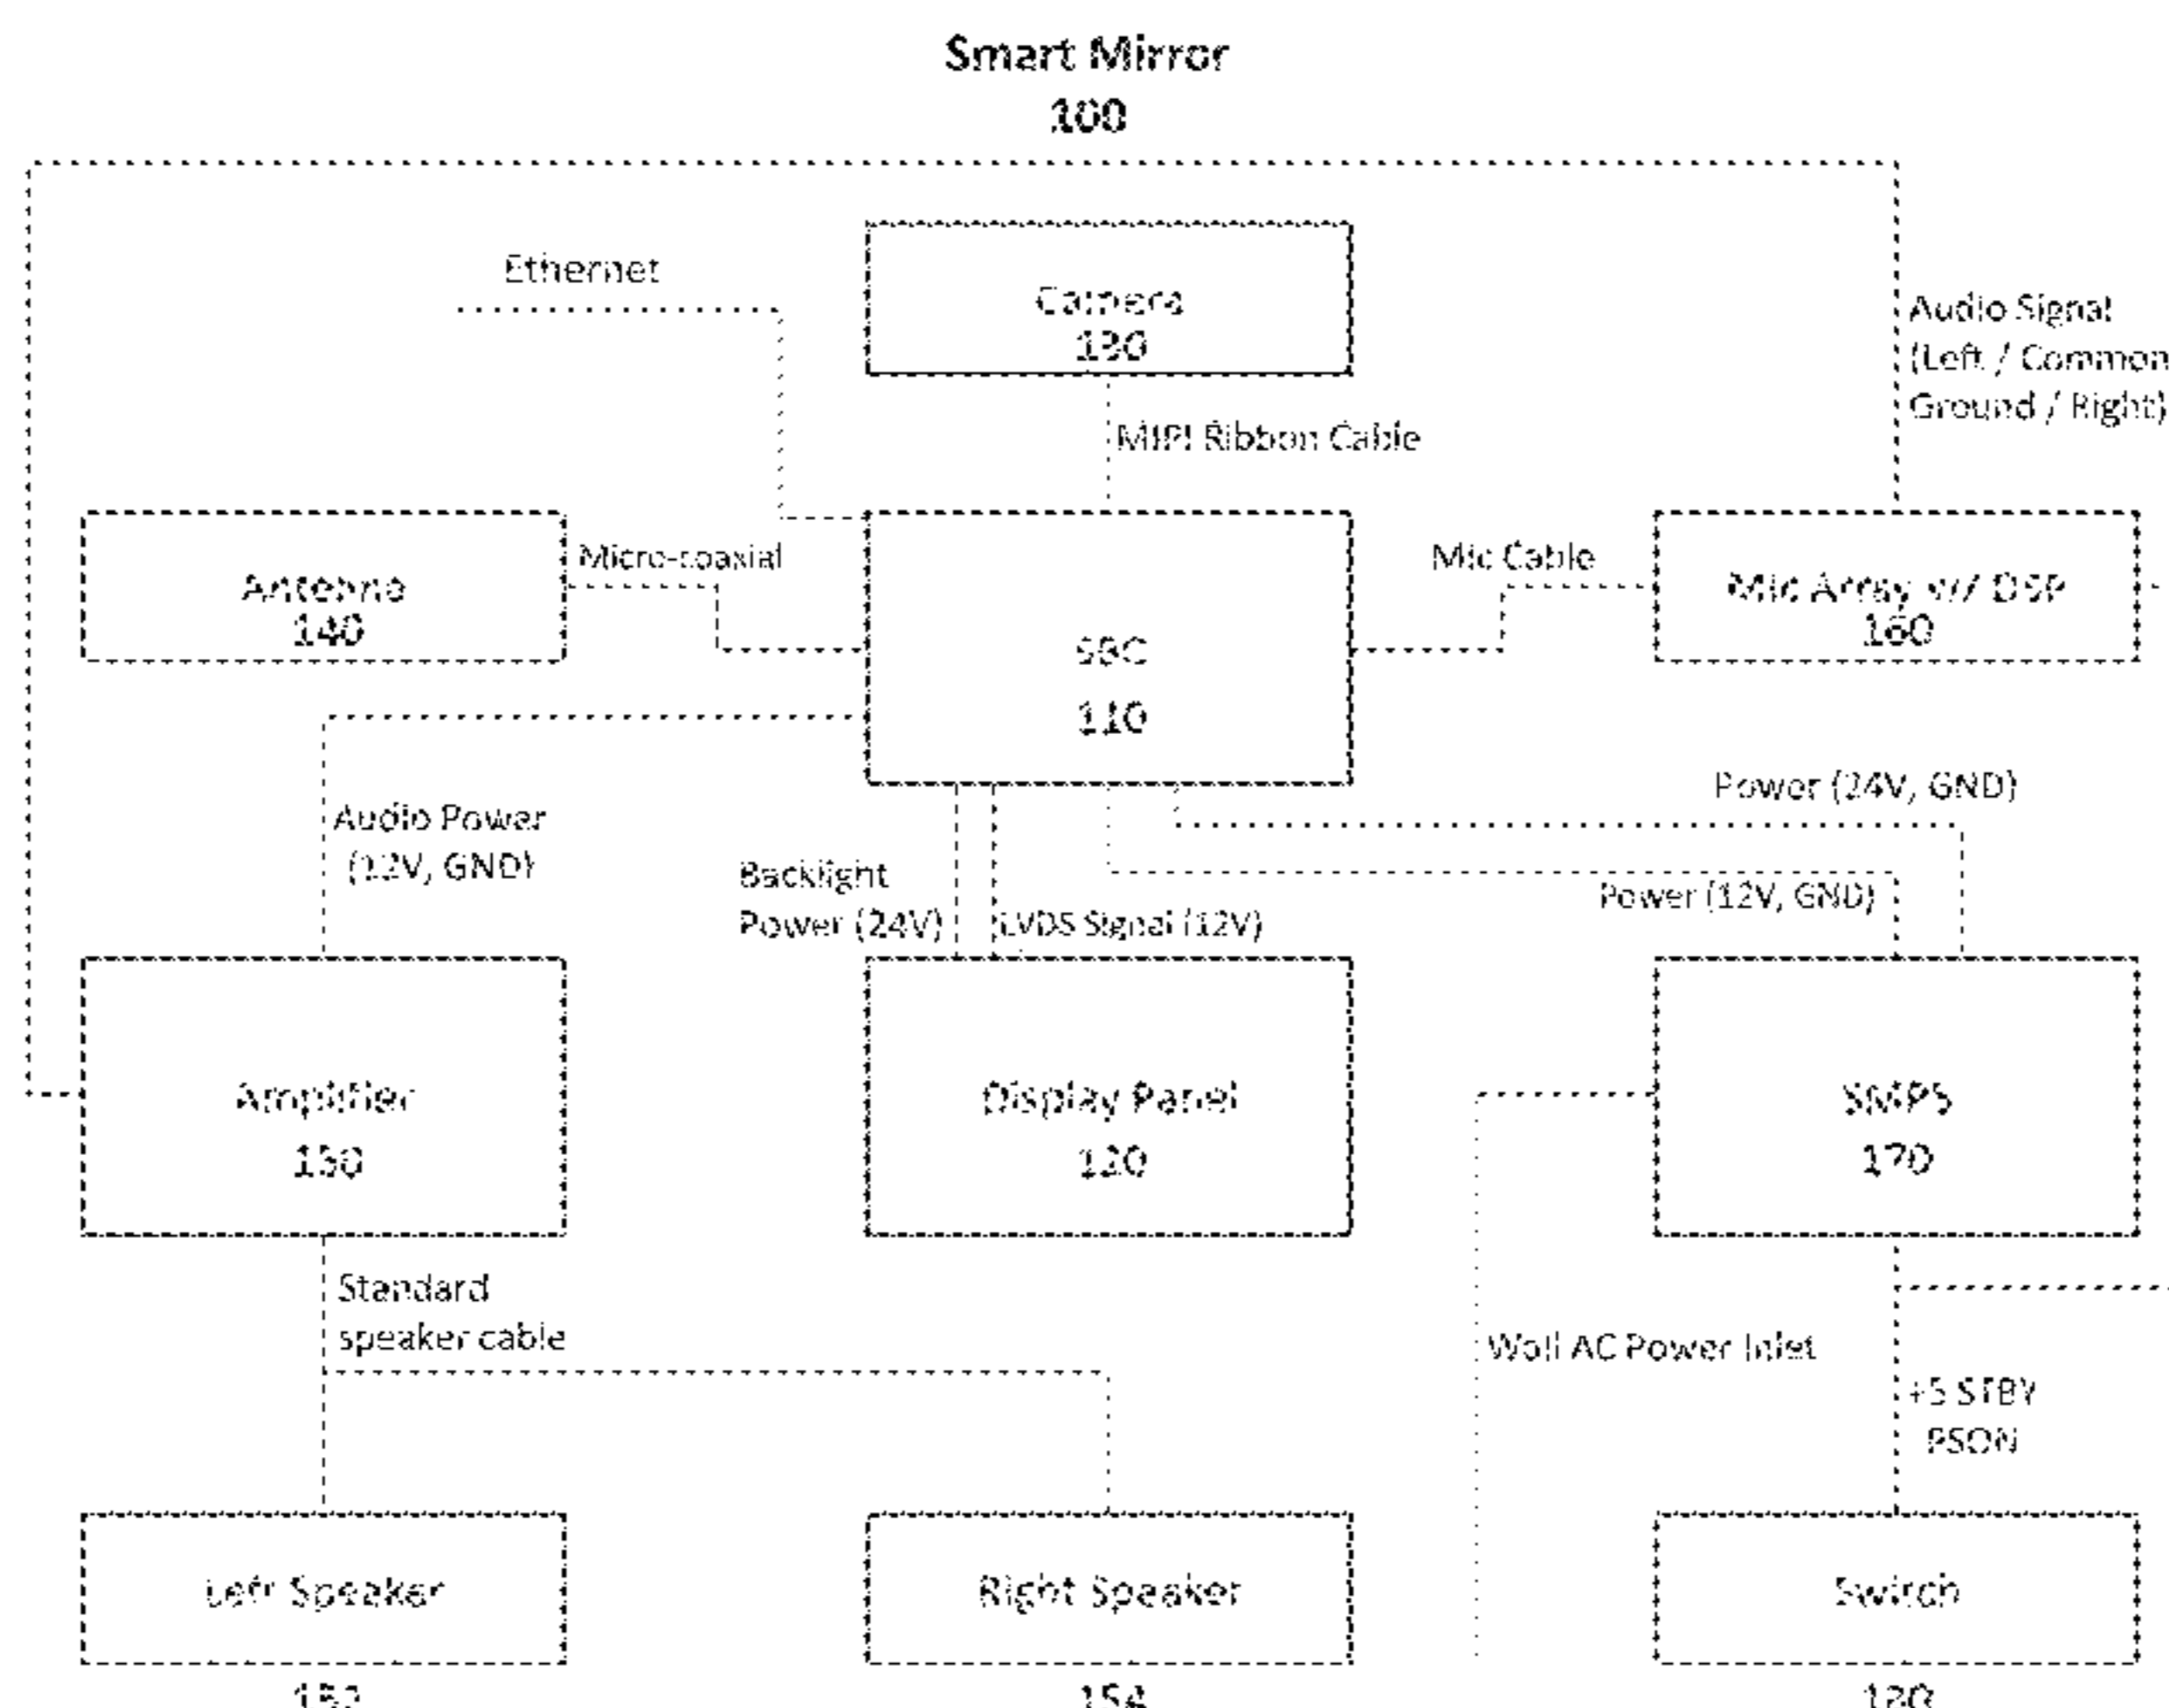 Smart Mirror
100
Ethernet
Camera
130
Audio Signal
(Left / Common
Ground / Right)
MIPI Ribbon Cable
Antenna
140
Micro-coaxial
SBC
110
Mic Cable
Mic Array w/ DSP
160
Audio Power
(12V, GND)
Backlight
Power (24V)
LVDS Signal (12V)
Power (24V, GND)
Power (12V, GND)
Amplifier
150
Display Panel
120
SMPS
170
Standard
speaker cable
Wall AC Power Inlet
+5 STBY
PSON
Left Speaker
152
Right Speaker
154
Switch
180